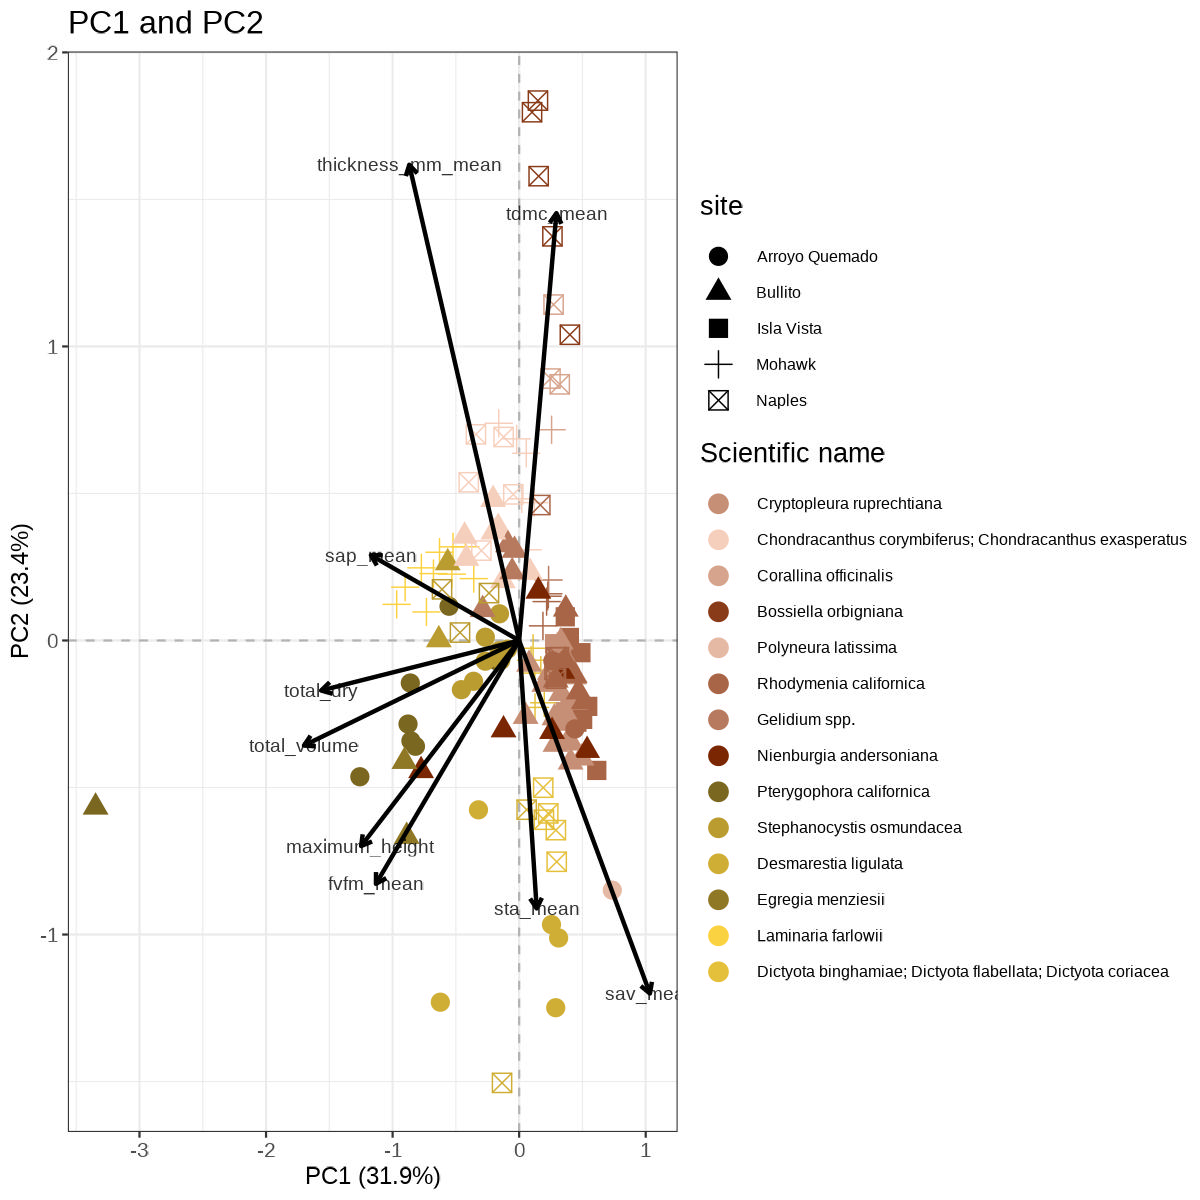 PC1 and PC2
2
1
0
-1
PC2 (23.4%)
thickness_mm_mean
tdmc_mean
sap_mean
total_dry
total_volume
maximum_height
fvfm_mean
sta_mean
sav_mea
-3
-2
-1
0
1
PC1 (31.9%)
site
Arroyo Quemado
Bullito
Isla Vista
Mohawk
Naples
Scientific name
Cryptopleura ruprechtiana
Chondracanthus corymbiferus; Chondracanthus exasperatus
Corallina officinalis
Bossiella orbigniana
Polyneura latissima
Rhodymenia californica
Gelidium spp.
Nienburgia andersoniana
Pterygophora californica
Stephanocystis osmundacea
Desmarestia ligulata
Egregia menziesii
Laminaria farlowii
Dictyota binghamiae; Dictyota flabellata; Dictyota coriacea